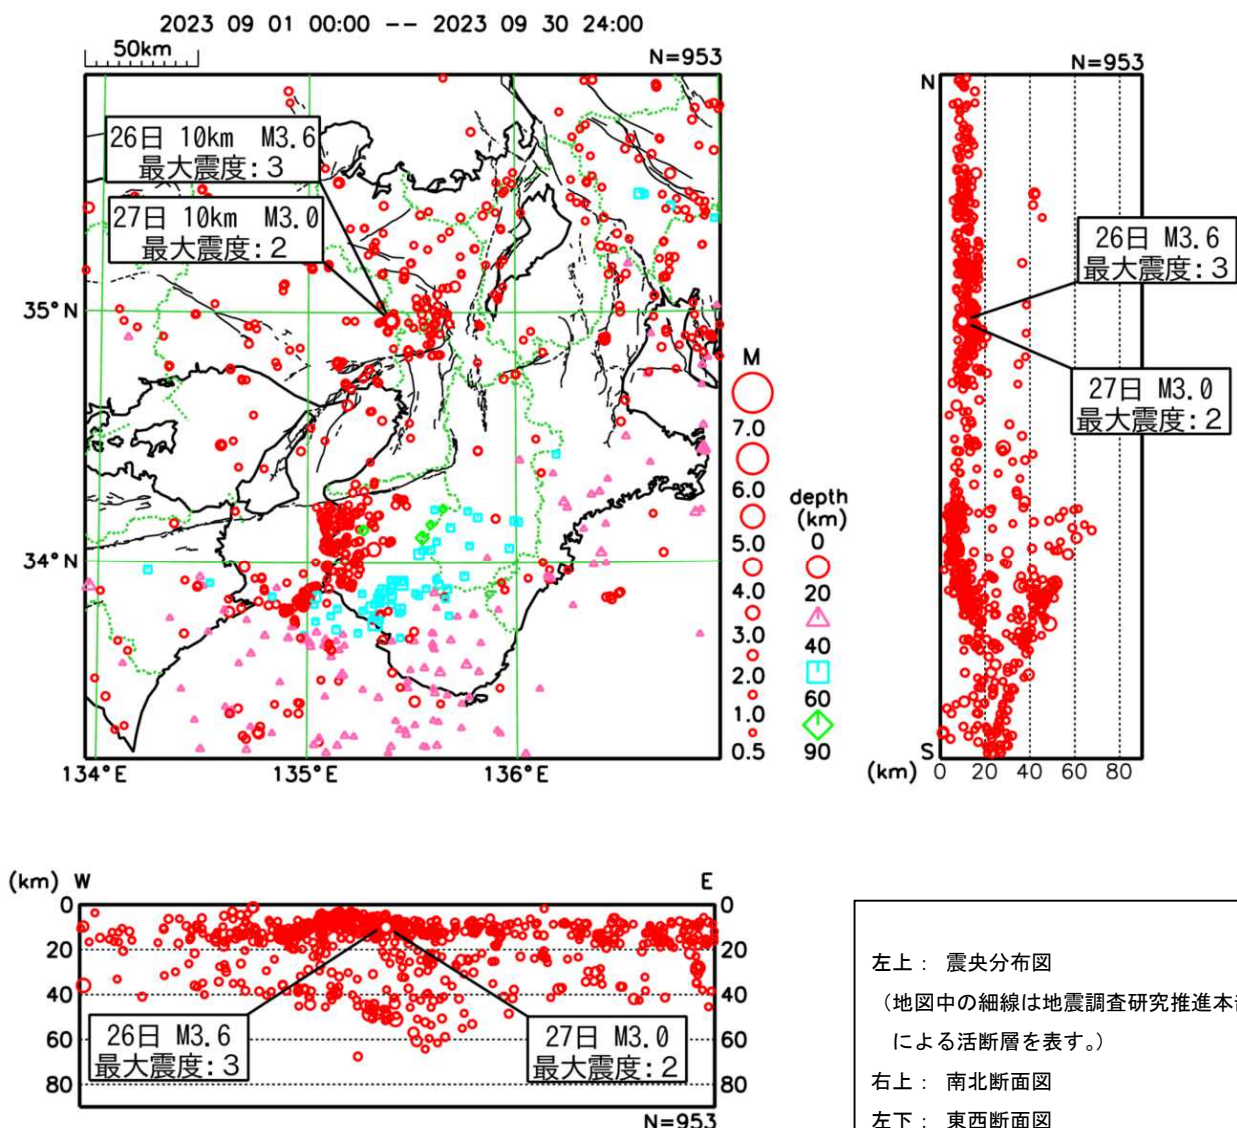 2023 09 01 00:00 -- 2023 09 30 24:00
50km
N=953
26日 10km M3.6
最大震度:3
27日 10km M3.0
最大震度:2
35°N
34°N
134°E
135°E
136°E
M
7.0
6.0
5.0
4.0
3.0
2.0
1.0
0.5
depth
(km)
0
20
40
60
90
N=953
N
26日 M3.6
最大震度:3
27日 M3.0
最大震度:2
S
(km) 0 20 40 60 80
(km) W
E
0
20
40
60
80
0
20
40
60
80
26日 M3.6
最大震度:3
27日 M3.0
最大震度:2
N=953
左上： 震央分布図
（地図中の細線は地震調査研究推進本
による活断層を表す。）
右上： 南北断面図
左下： 東西断面図